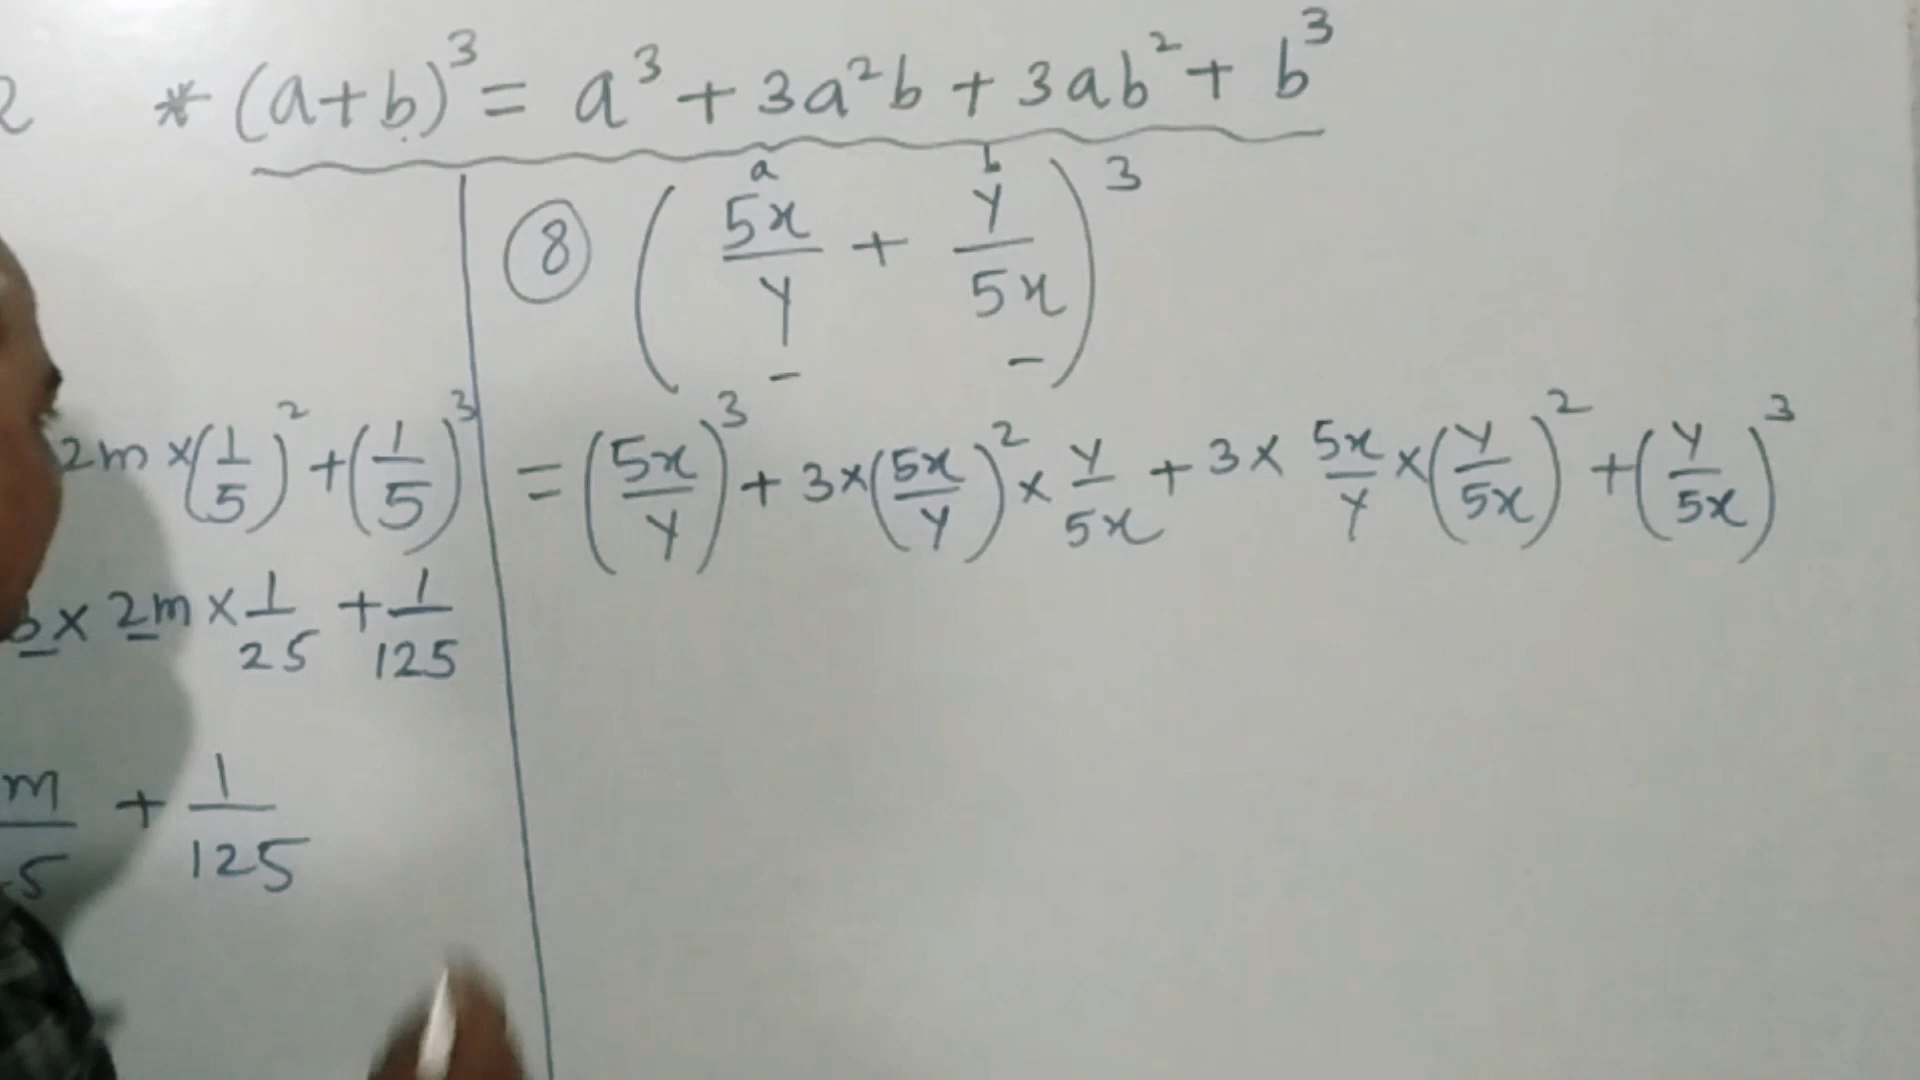 * (a+b)³ = a³ + 3a²b + 3ab² + b³
a b
⑧ (5x/y + y/5x)³
= (5x/y)³ + 3×(5x/y)² × y/5x + 3× 5x/y × (y/5x)² + (y/5x)³
2m × (1/5)² + (1/5)³
× 2m × 1/25 + 1/125
m/5 + 1/125